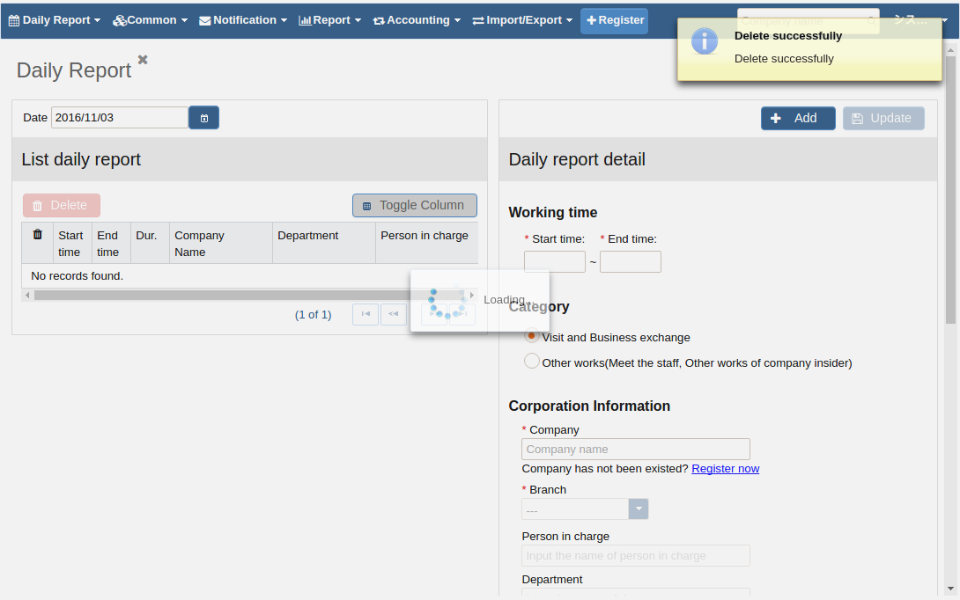 Daily Report Common Notification Report Accounting Import/Export Register Company name シス...
Delete successfully
Delete successfully
Daily Report
Date 2016/11/03
Add Update
List daily report
Daily report detail
Delete Toggle Column
Start time End time Dur. Company Name Department Person in charge
No records found.
(1 of 1)
Loading...
Working time
* Start time: * End time:
~
Category
Visit and Business exchange
Other works(Meet the staff, Other works of company insider)
Corporation Information
* Company
Company name
Company has not been existed? Register now
* Branch
---
Person in charge
Input the name of person in charge
Department